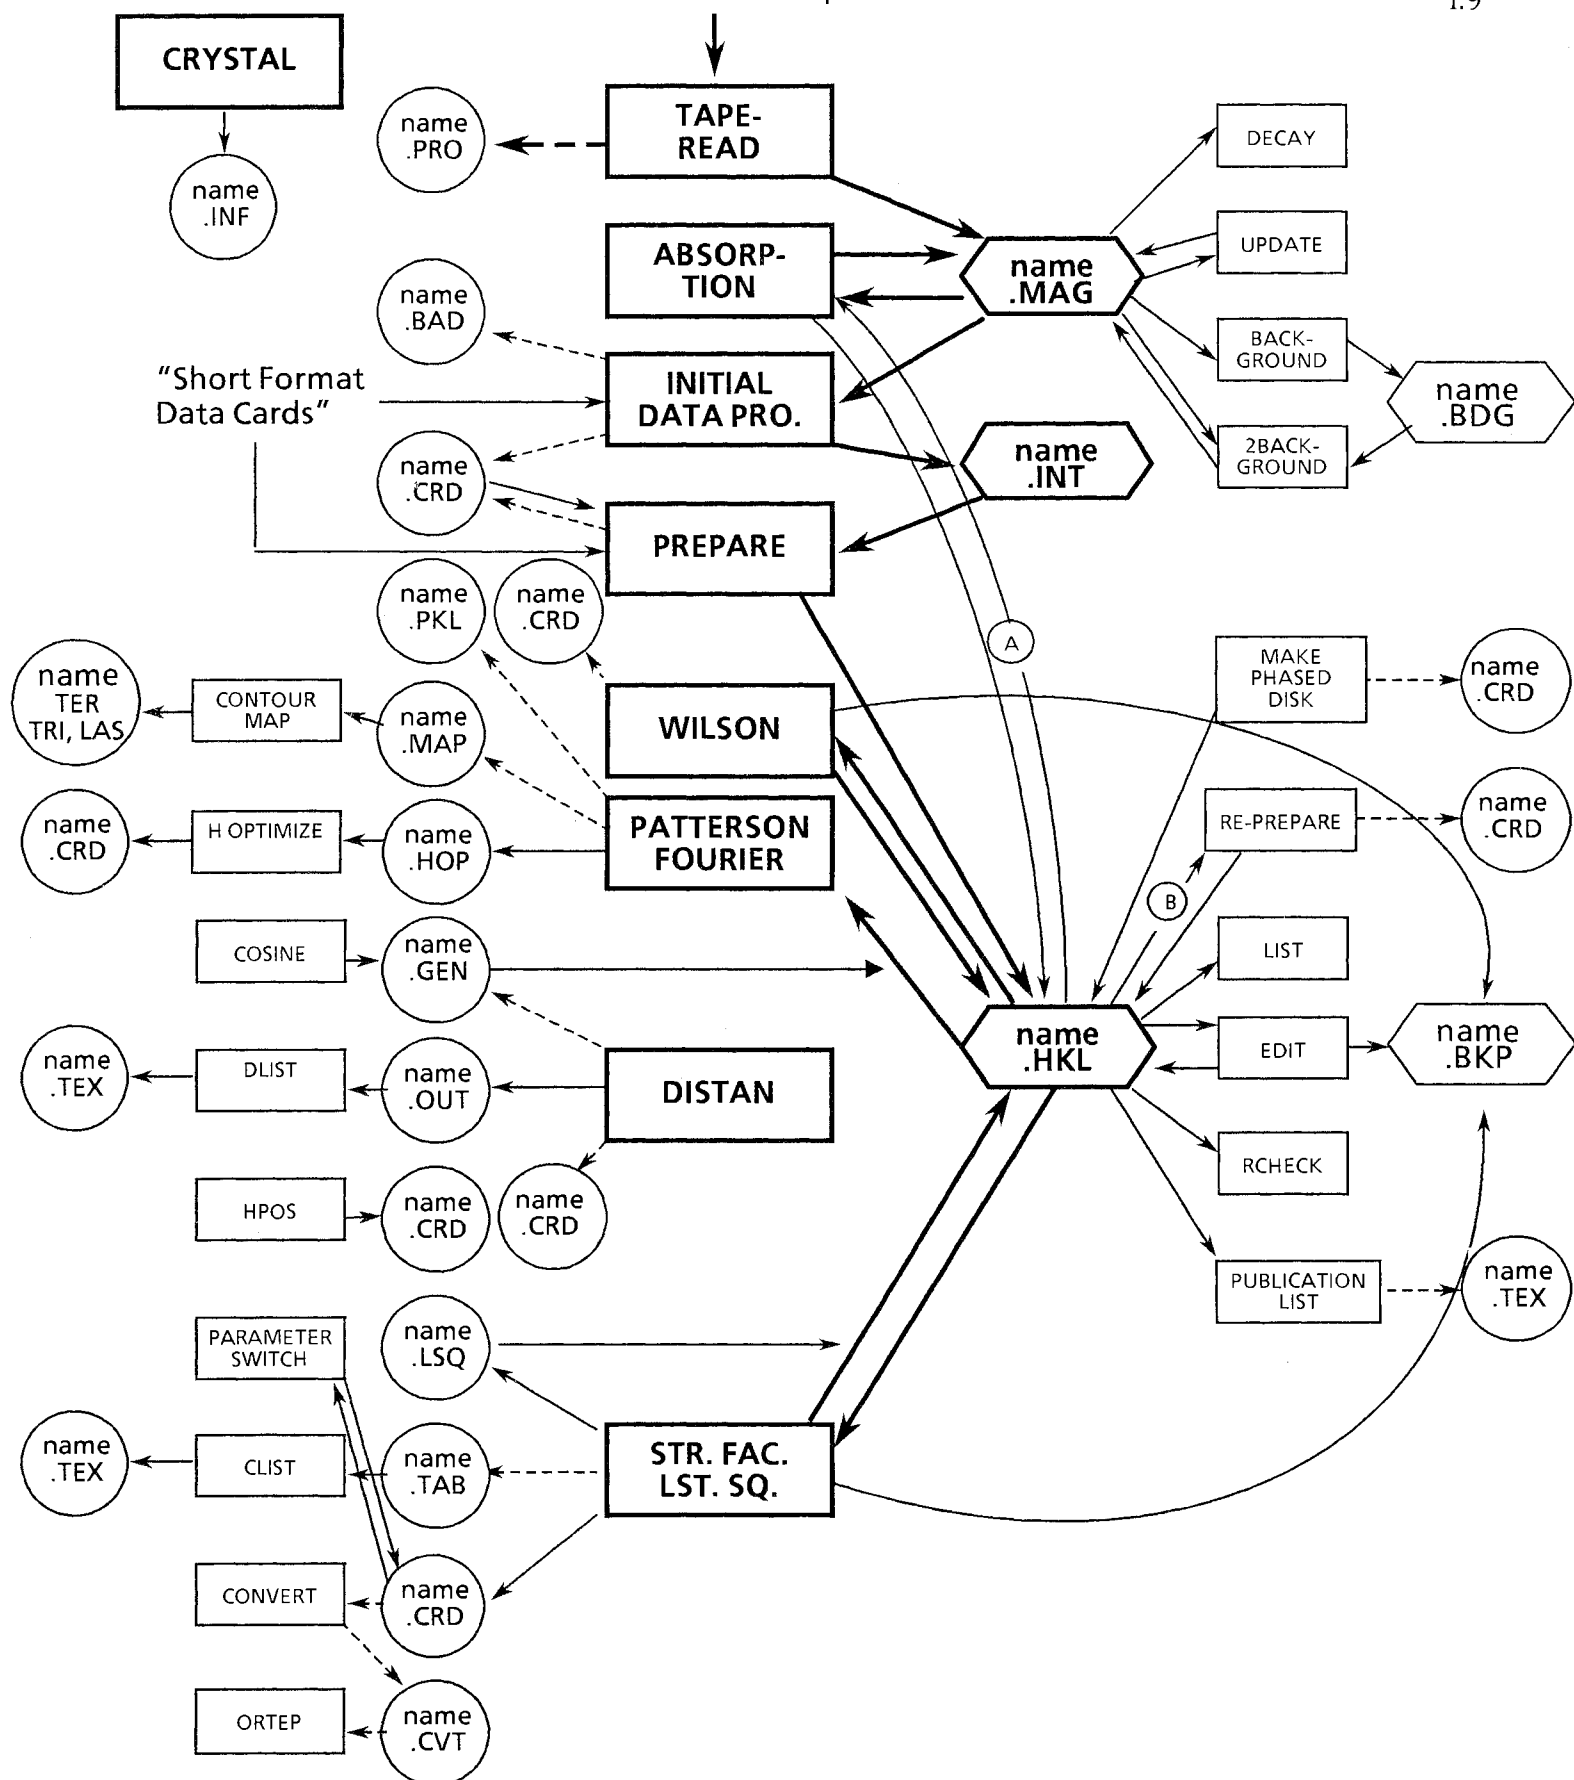 1.9
CRYSTAL
name
.INF
TAPE-
READ
name
.PRO
DECAY
ABSORP-
TION
name
.MAG
UPDATE
name
.BAD
BACK-
GROUND
"Short Format
Data Cards"
INITIAL
DATA PRO.
name
.BDG
name
.CRD
name
.INT
2BACK-
GROUND
PREPARE
name
.PKL
name
.CRD
A
MAKE
PHASED
DISK
name
.CRD
name
TER
TRI, LAS
CONTOUR
MAP
name
.MAP
WILSON
name
.CRD
H OPTIMIZE
name
.HOP
PATTERSON
FOURIER
RE-PREPARE
name
.CRD
B
COSINE
name
.GEN
LIST
name
.HKL
EDIT
name
.BKP
name
.TEX
DLIST
name
.OUT
DISTAN
RCHECK
HPOS
name
.CRD
name
.CRD
PUBLICATION
LIST
name
.TEX
PARAMETER
SWITCH
name
.LSQ
name
.TEX
CLIST
name
.TAB
STR. FAC.
LST. SQ.
CONVERT
name
.CRD
ORTEP
name
.CVT